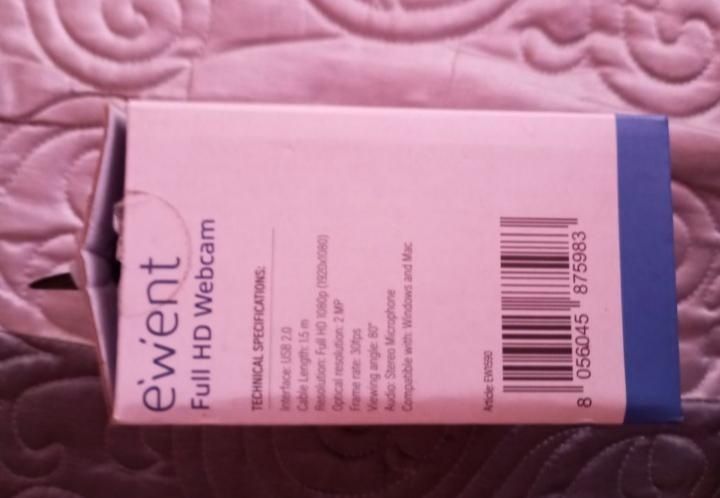 ewent
Full HD Webcam
TECHNICAL SPECIFICATIONS:
Interface: USB 2.0
Cable Length: 1.5 m
Resolution: Full HD 1080p (1920x1080)
Optical resolution: 2 MP
Frame rate: 30fps
Viewing angle: 80°
Audio: Stereo Microphone
Compatible with: Windows and Mac
Article: EW1590
8 056045 875983